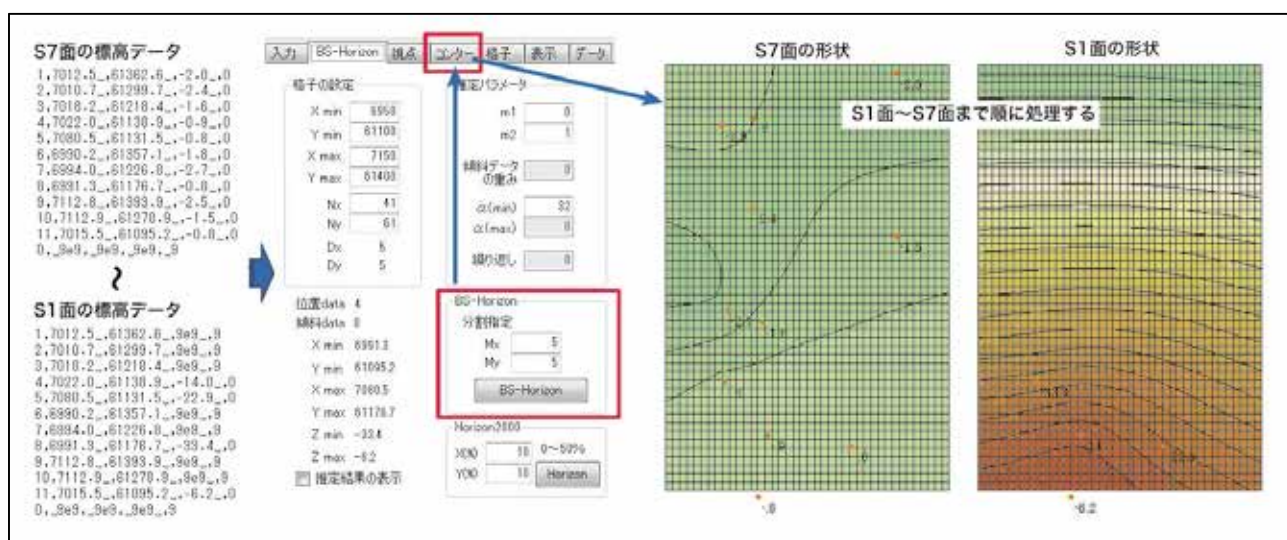 S7面の標高データ
1,7012.5_,61362.6_,-2.0_,0
2,7010.7_,61299.7_,-2.4_,0
3,7018.2_,61218.4_,-1.6_,0
4,7022.0_,61138.9_,-0.9_,0
5,7080.5_,61131.5_,-0.8_,0
6,6990.2_,61357.1_,-1.8_,0
7,6994.0_,61226.8_,-2.7_,0
8,6991.3_,61176.7_,-0.8_,0
9,7112.8_,61393.9_,-2.5_,0
10,7112.9_,61270.9_,-1.5_,0
11,7015.5_,61095.2_,-0.8_,0
0,_9e9,_9e9,_9e9,_9
~
S1面の標高データ
1,7012.5_,61362.6_,9e9_,9
2,7010.7_,61299.7_,9e9_,9
3,7018.2_,61218.4_,9e9_,9
4,7022.0_,61138.9_,-14.0_,0
5,7080.5_,61131.5_,-22.9_,0
6,6990.2_,61357.1_,9e9_,9
7,6994.0_,61226.8_,9e9_,9
8,6991.3_,61176.7_,-33.4_,0
9,7112.8_,61393.9_,9e9_,9
10,7112.9_,61270.9_,9e9_,9
11,7015.5_,61095.2_,-6.2_,0
0,_9e9,_9e9,_9e9_,9
入力 BS-Horizon 視点 コンター 格子 表示 データ
格子の設定
X min 6950
Y min 61100
X max 7150
Y max 61400
Nx 41
Ny 61
Dx 5
Dy 5
位置data 4
傾斜data 0
X min 6991.3
Y min 61095.2
X max 7080.5
Y max 61176.7
Z min -33.4
Z max -6.2
推定結果の表示
推定パラメータ
m1 0
m2 1
傾斜データ
の重み 0
α(min) 32
α(max) 0
繰り返し 0
BS-Horizon
分割指定
Mx 5
My 5
BS-Horizon
Horizon2000
X(%) 10 0~50%
Y(%) 10 Horizon
S7面の形状
S1面の形状
S1面~S7面まで順に処理する
-.8
-6.2